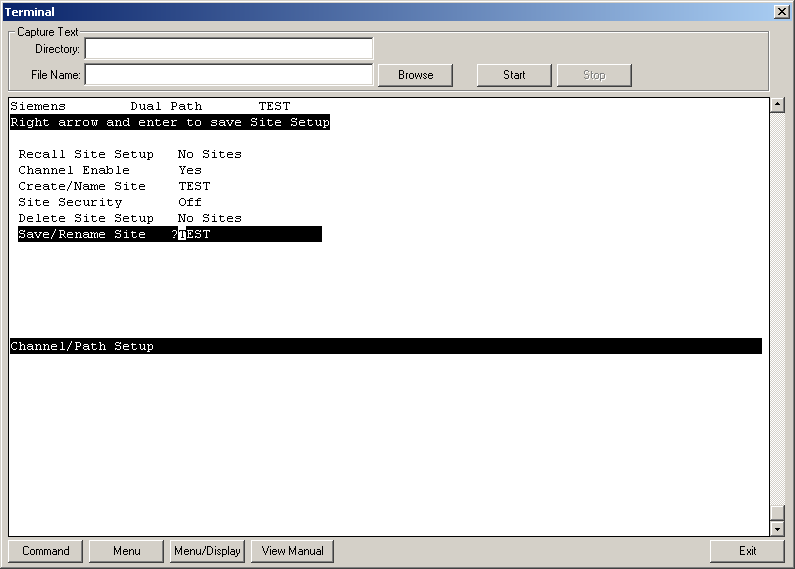 Terminal
Capture Text
Directory:
File Name:
Browse
Start
Stop
Siemens Dual Path TEST
Right arrow and enter to save Site Setup
Recall Site Setup No Sites
Channel Enable Yes
Create/Name Site TEST
Site Security Off
Delete Site Setup No Sites
Save/Rename Site ?TEST
Channel/Path Setup
Command
Menu
Menu/Display
View Manual
Exit